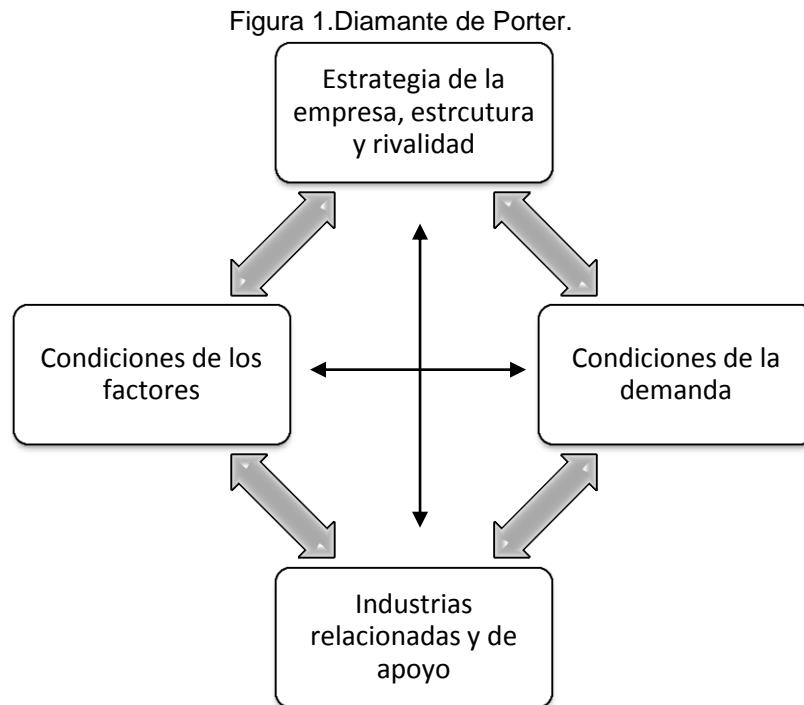 Figura 1.Diamante de Porter.
Estrategia de la
empresa, estrcutura
y rivalidad
Condiciones de los
factores
Condiciones de la
demanda
Industrias
relacionadas y de
apoyo